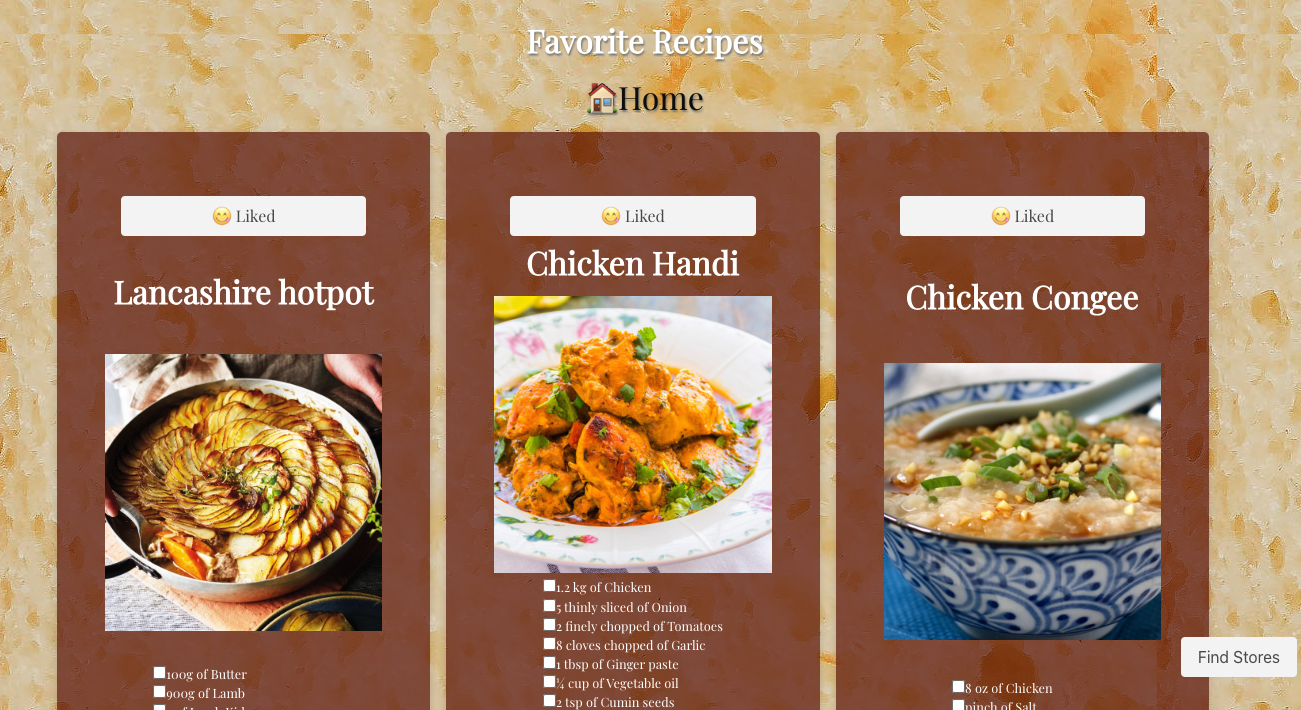 Favorite Recipes
🏠Home
😋 Liked
Lancashire hotpot
100g of Butter
900g of Lamb
😋 Liked
Chicken Handi
1.2 kg of Chicken
5 thinly sliced of Onion
2 finely chopped of Tomatoes
8 cloves chopped of Garlic
1 tbsp of Ginger paste
¼ cup of Vegetable oil
2 tsp of Cumin seeds
😋 Liked
Chicken Congee
8 oz of Chicken
pinch of Salt
Find Stores